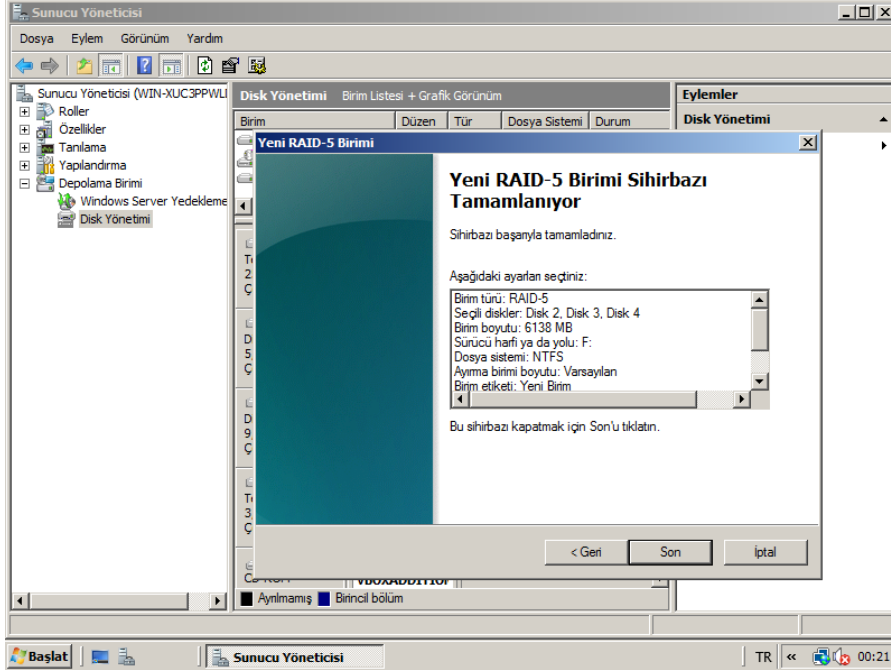 Sunucu Yöneticisi
Dosya Eylem Görünüm Yardım
Sunucu Yöneticisi (WIN-XUC3PPWLI
Roller
Özellikler
Tanılama
Yapılandırma
Depolama Birimi
Windows Server Yedekleme
Disk Yönetimi
Disk Yönetimi Birim Listesi + Grafik Görünüm
Birim Düzen Tür Dosya Sistemi Durum
Eylemler
Disk Yönetimi
Yeni RAID-5 Birimi
Yeni RAID-5 Birimi Sihirbazı
Tamamlanıyor
Sihirbazı başarıyla tamamladınız.
Aşağıdaki ayarları seçtiniz:
Birim türü: RAID-5
Seçili diskler: Disk 2, Disk 3, Disk 4
Birim boyutu: 6138 MB
Sürücü harfi ya da yolu: F:
Dosya sistemi: NTFS
Ayırma birimi boyutu: Varsayılan
Birim etiketi: Yeni Birim
Bu sihirbazı kapatmak için Son'u tıklatın.
< Geri Son İptal
CD-ROM VBOXADDITIO
Ayrılmamış Birincil bölüm
Başlat Sunucu Yöneticisi TR « 00:21